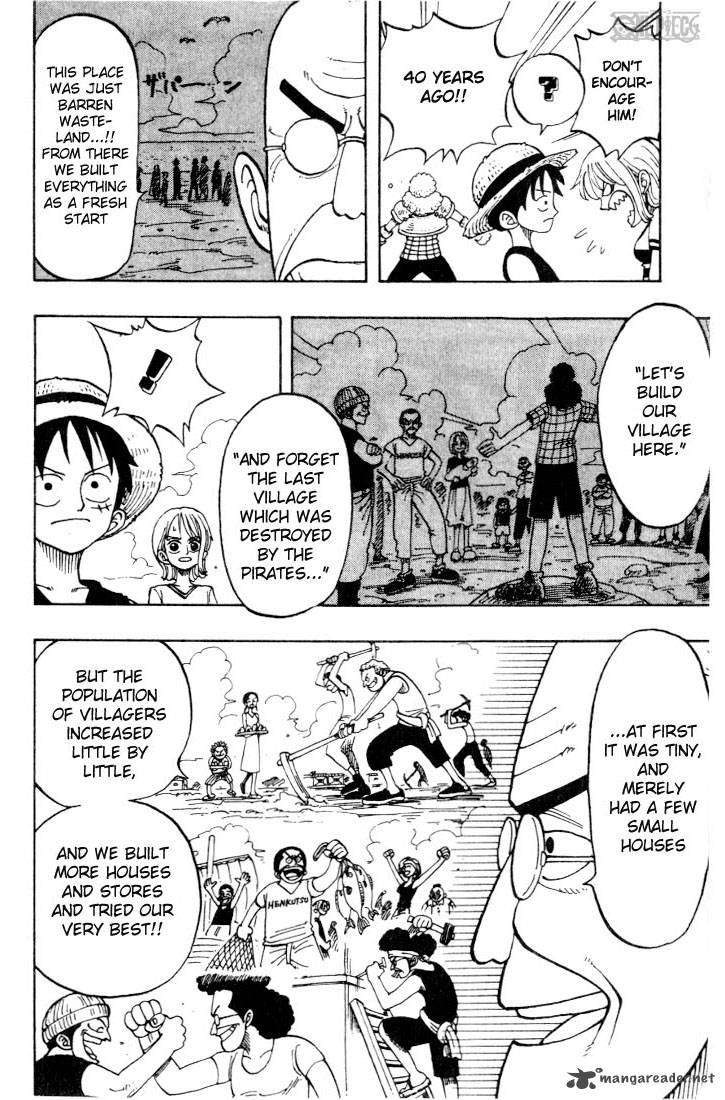 ONE PIECE
DON'T
ENCOUR-
AGE
HIM!
?
40 YEARS
AGO!!
THIS PLACE
WAS JUST
BARREN
WASTE-
LAND...!!
FROM THERE
WE BUILT
EVERYTHING
AS A FRESH
START
ザパーーン
"LET'S
BUILD
OUR
VILLAGE
HERE."
HENKUTSU
"AND FORGET
THE LAST
VILLAGE
WHICH WAS
DESTROYED
BY THE
PIRATES..."
!
...AT FIRST
IT WAS TINY,
AND
MERELY
HAD A FEW
SMALL
HOUSES
BUT THE
POPULATION
OF VILLAGERS
INCREASED
LITTLE BY
LITTLE,
AND WE BUILT
MORE HOUSES
AND STORES
AND TRIED OUR
VERY BEST!!
HENKUTSU
mangareader.net